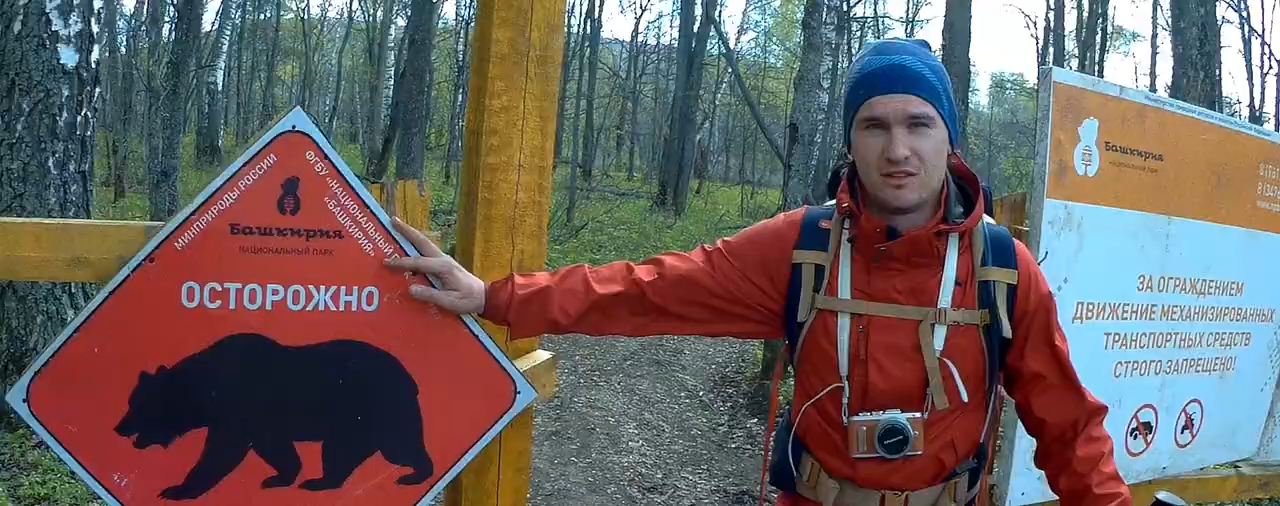 МИНПРИРОДЫ РОССИИ
ФГБУ «НАЦИОНАЛЬНЫЙ
«БАШКИРИЯ»
Башкирия
НАЦИОНАЛЬНЫЙ ПАРК
ОСТОРОЖНО
Башкирия
НАЦИОНАЛЬНЫЙ ПАРК
ЗА ОГРАЖДЕНИЕМ
ДВИЖЕНИЕ МЕХАНИЗИРОВАННЫХ
ТРАНСПОРТНЫХ СРЕДСТВ
СТРОГО ЗАПРЕЩЕНО!